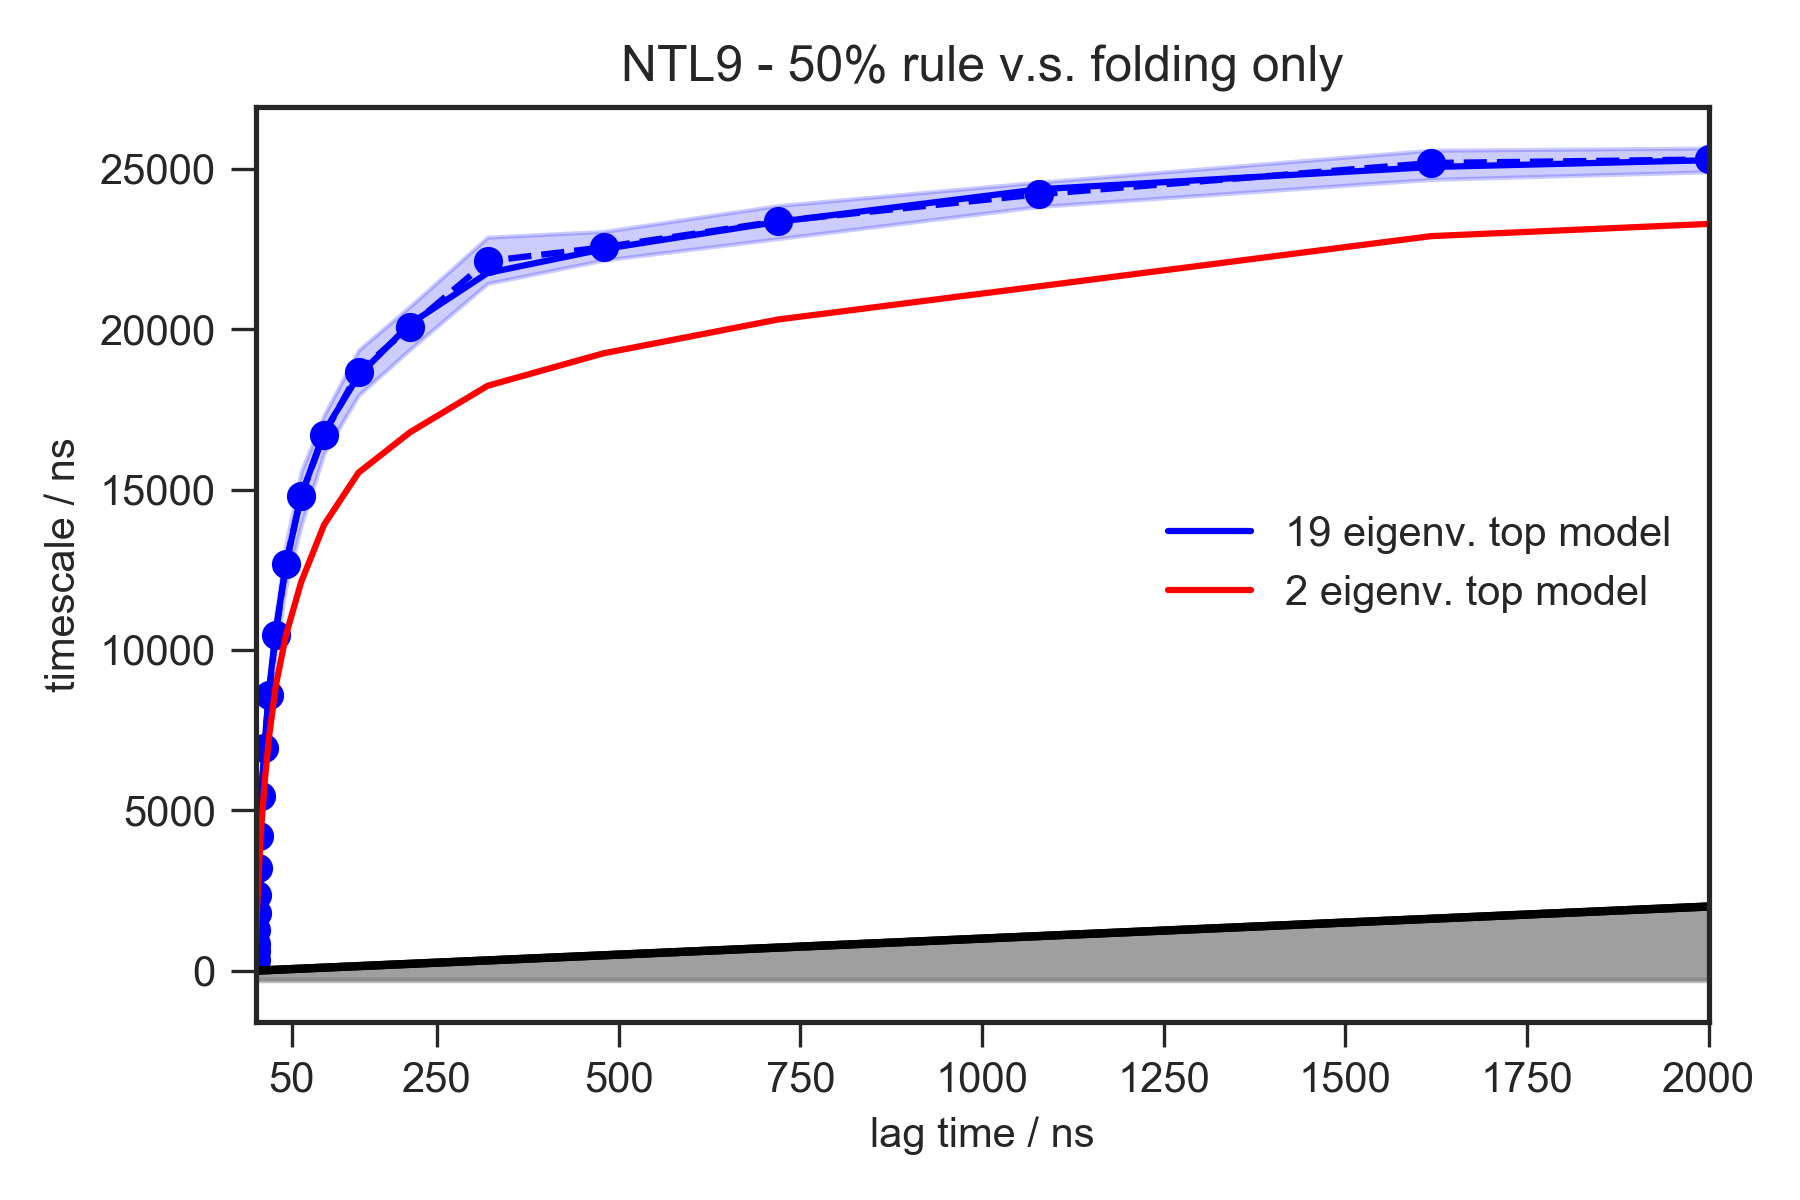 NTL9 - 50% rule v.s. folding only
25000
20000
15000
10000
5000
0
timescale / ns
19 eigenv. top model
2 eigenv. top model
50 250 500 750 1000 1250 1500 1750 2000
lag time / ns